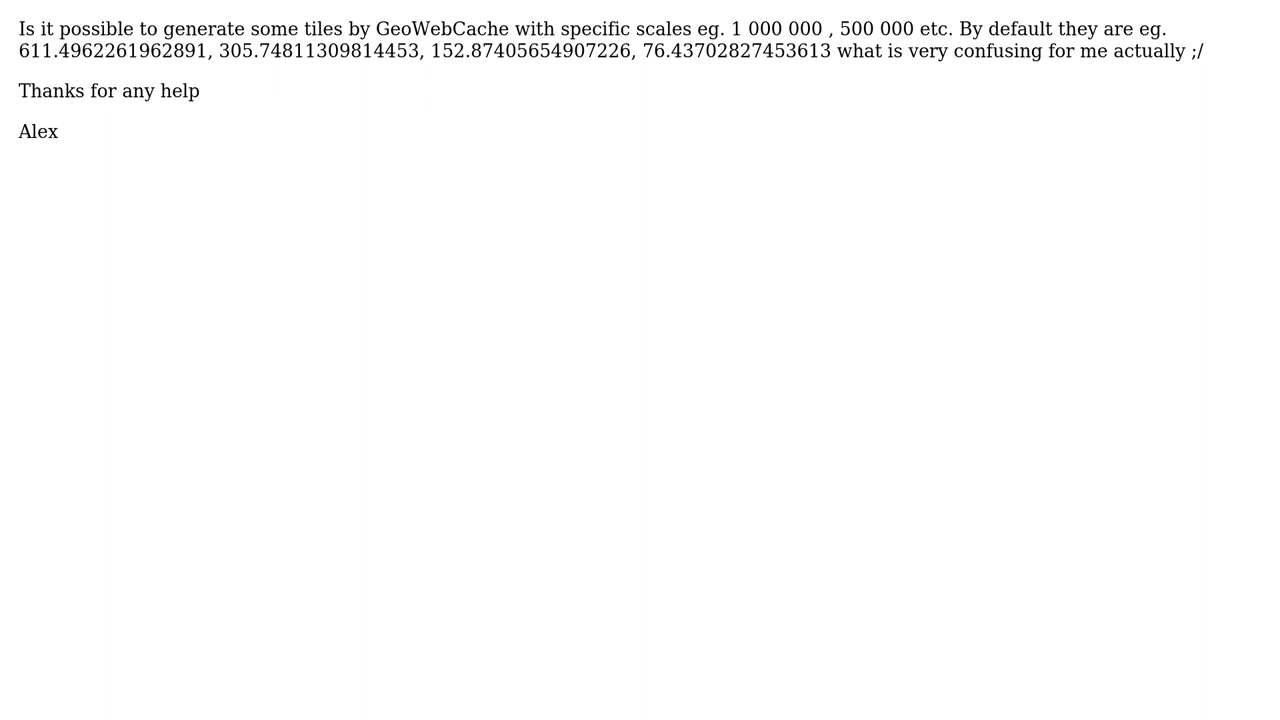 Is it possible to generate some tiles by GeoWebCache with specific scales eg. 1 000 000 , 500 000 etc. By default they are eg.
611.4962261962891, 305.74811309814453, 152.87405654907226, 76.43702827453613 what is very confusing for me actually ;/
Thanks for any help
Alex